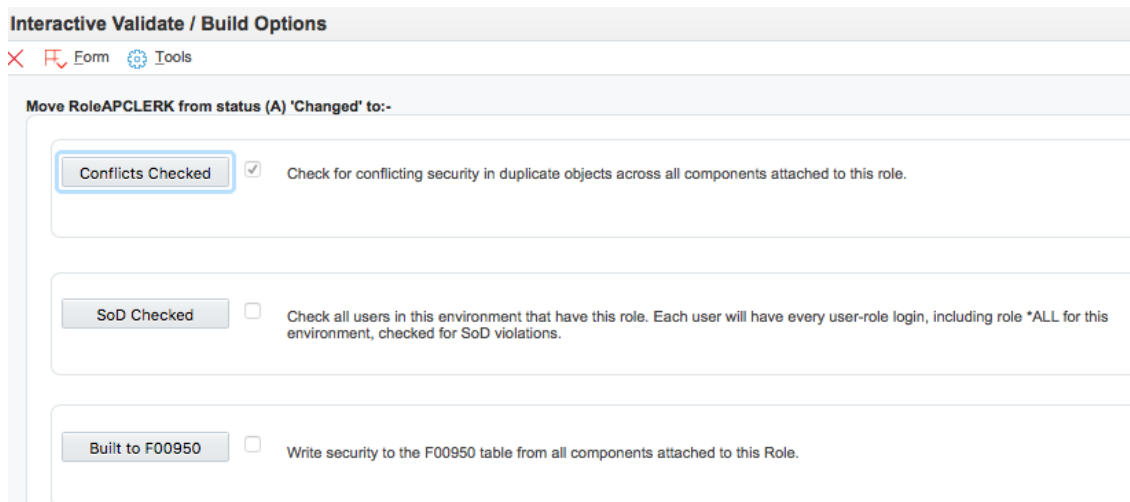 Interactive Validate / Build Options
Form Tools
Move RoleAPCLERK from status (A) 'Changed' to:-
Conflicts Checked Check for conflicting security in duplicate objects across all components attached to this role.
SoD Checked Check all users in this environment that have this role. Each user will have every user-role login, including role *ALL for this
environment, checked for SoD violations.
Built to F00950 Write security to the F00950 table from all components attached to this Role.